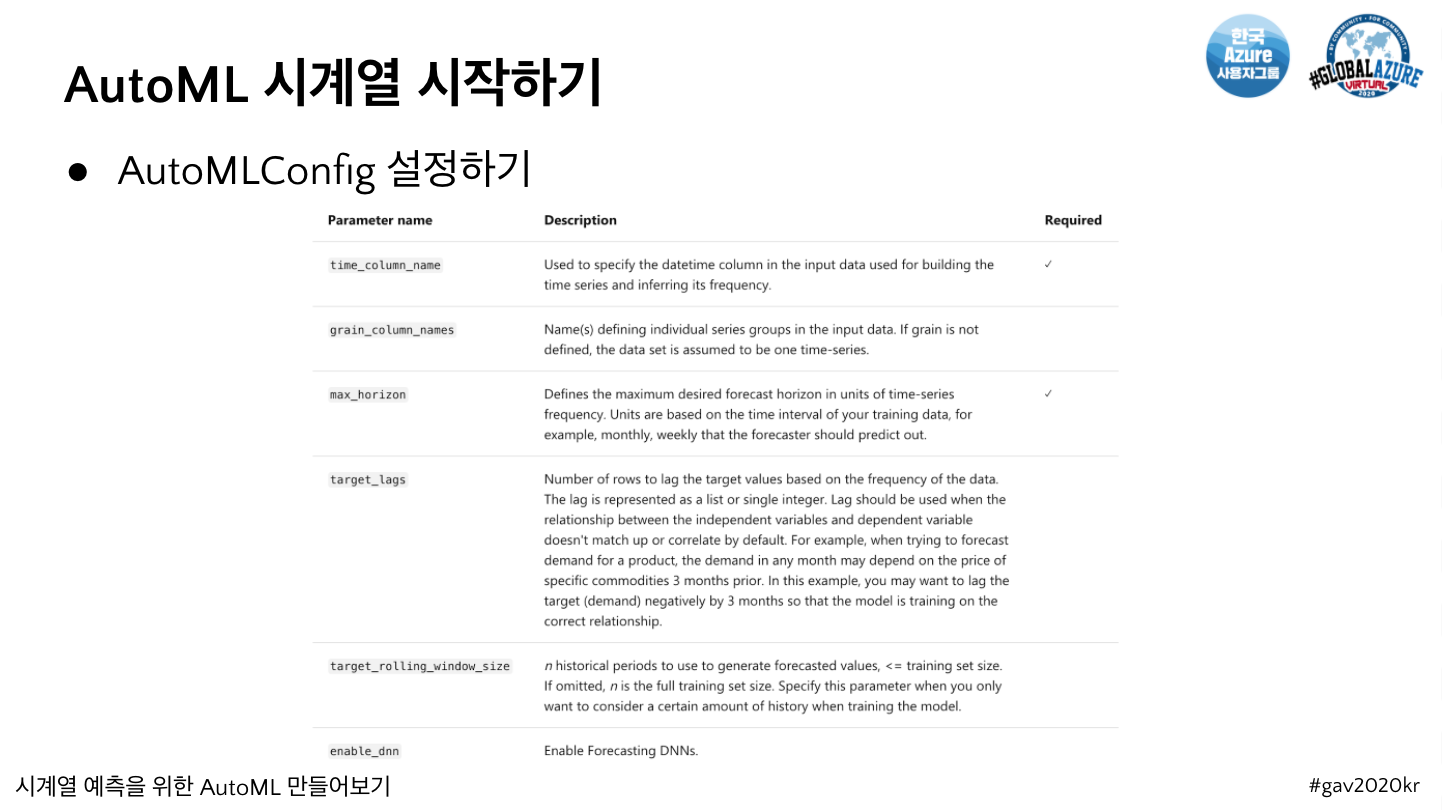 한국
Azure
사용자그룹
BY COMMUNITY • FOR COMMUNITY
#GLOBALAZURE
VIRTUAL
2020
AutoML 시계열 시작하기
● AutoMLConfig 설정하기
Parameter name Description Required
time_column_name Used to specify the datetime column in the input data used for building the ✓
time series and inferring its frequency.
grain_column_names Name(s) defining individual series groups in the input data. If grain is not
defined, the data set is assumed to be one time-series.
max_horizon Defines the maximum desired forecast horizon in units of time-series ✓
frequency. Units are based on the time interval of your training data, for
example, monthly, weekly that the forecaster should predict out.
target_lags Number of rows to lag the target values based on the frequency of the data.
The lag is represented as a list or single integer. Lag should be used when the
relationship between the independent variables and dependent variable
doesn't match up or correlate by default. For example, when trying to forecast
demand for a product, the demand in any month may depend on the price of
specific commodities 3 months prior. In this example, you may want to lag the
target (demand) negatively by 3 months so that the model is training on the
correct relationship.
target_rolling_window_size n historical periods to use to generate forecasted values, <= training set size.
If omitted, n is the full training set size. Specify this parameter when you only
want to consider a certain amount of history when training the model.
enable_dnn Enable Forecasting DNNs.
시계열 예측을 위한 AutoML 만들어보기
#gav2020kr